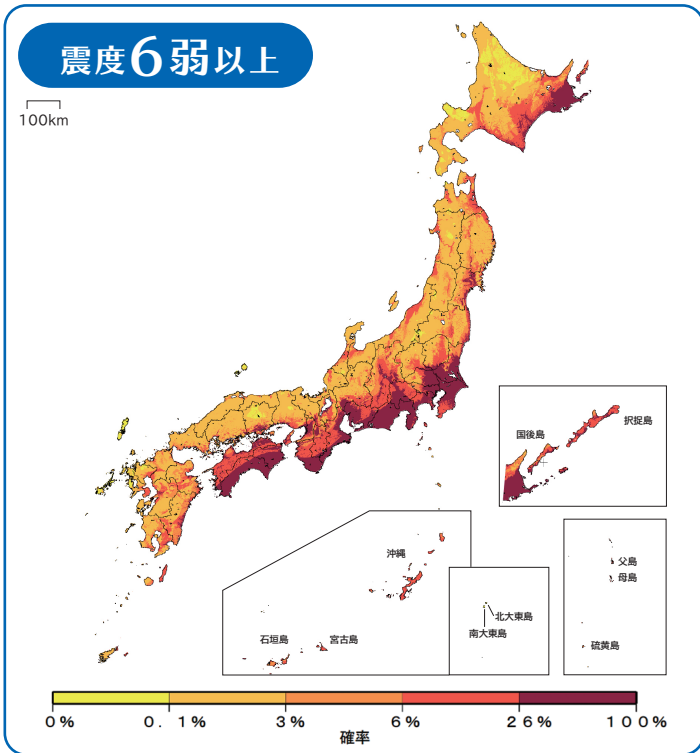 震度6弱以上
100km
国後島
択捉島
沖縄
石垣島
宮古島
北大東島
南大東島
父島
母島
硫黄島
0% 0.1% 3% 6% 26% 100%
確率